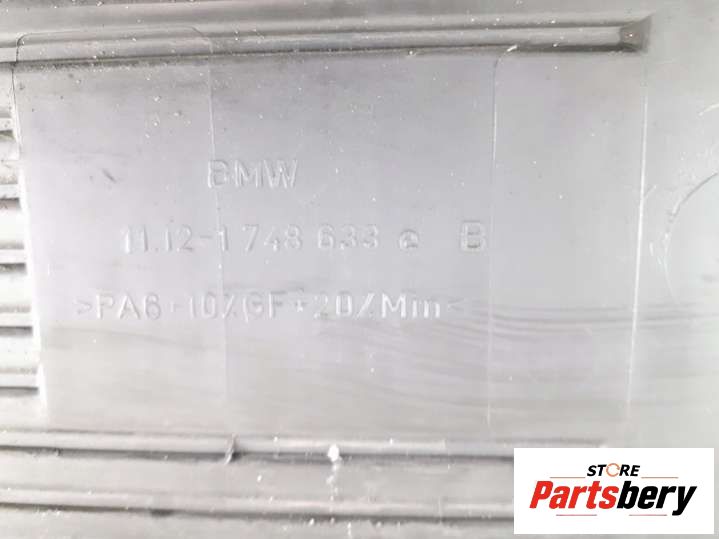 BMW
11.12-1 748 633 e B
>PA6+10%GF+20%Min<
STORE
Partsbery